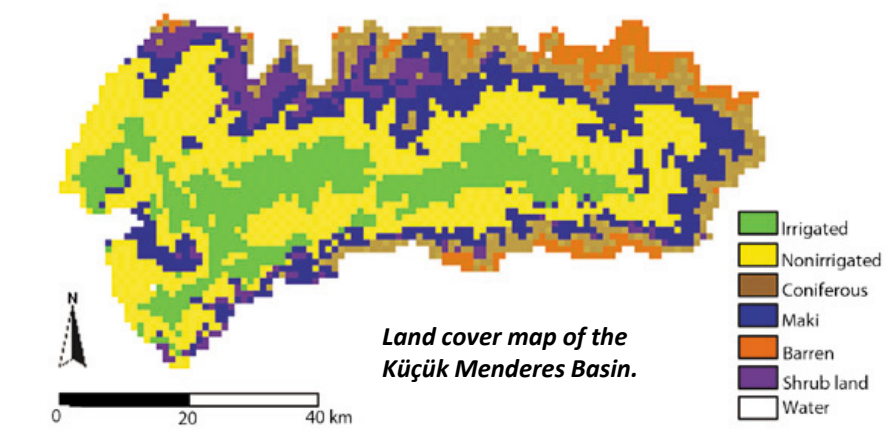 Irrigated
Nonirrigated
Coniferous
Maki
Barren
Shrub land
Water
N
Land cover map of the
Küçük Menderes Basin.
0 20 40 km